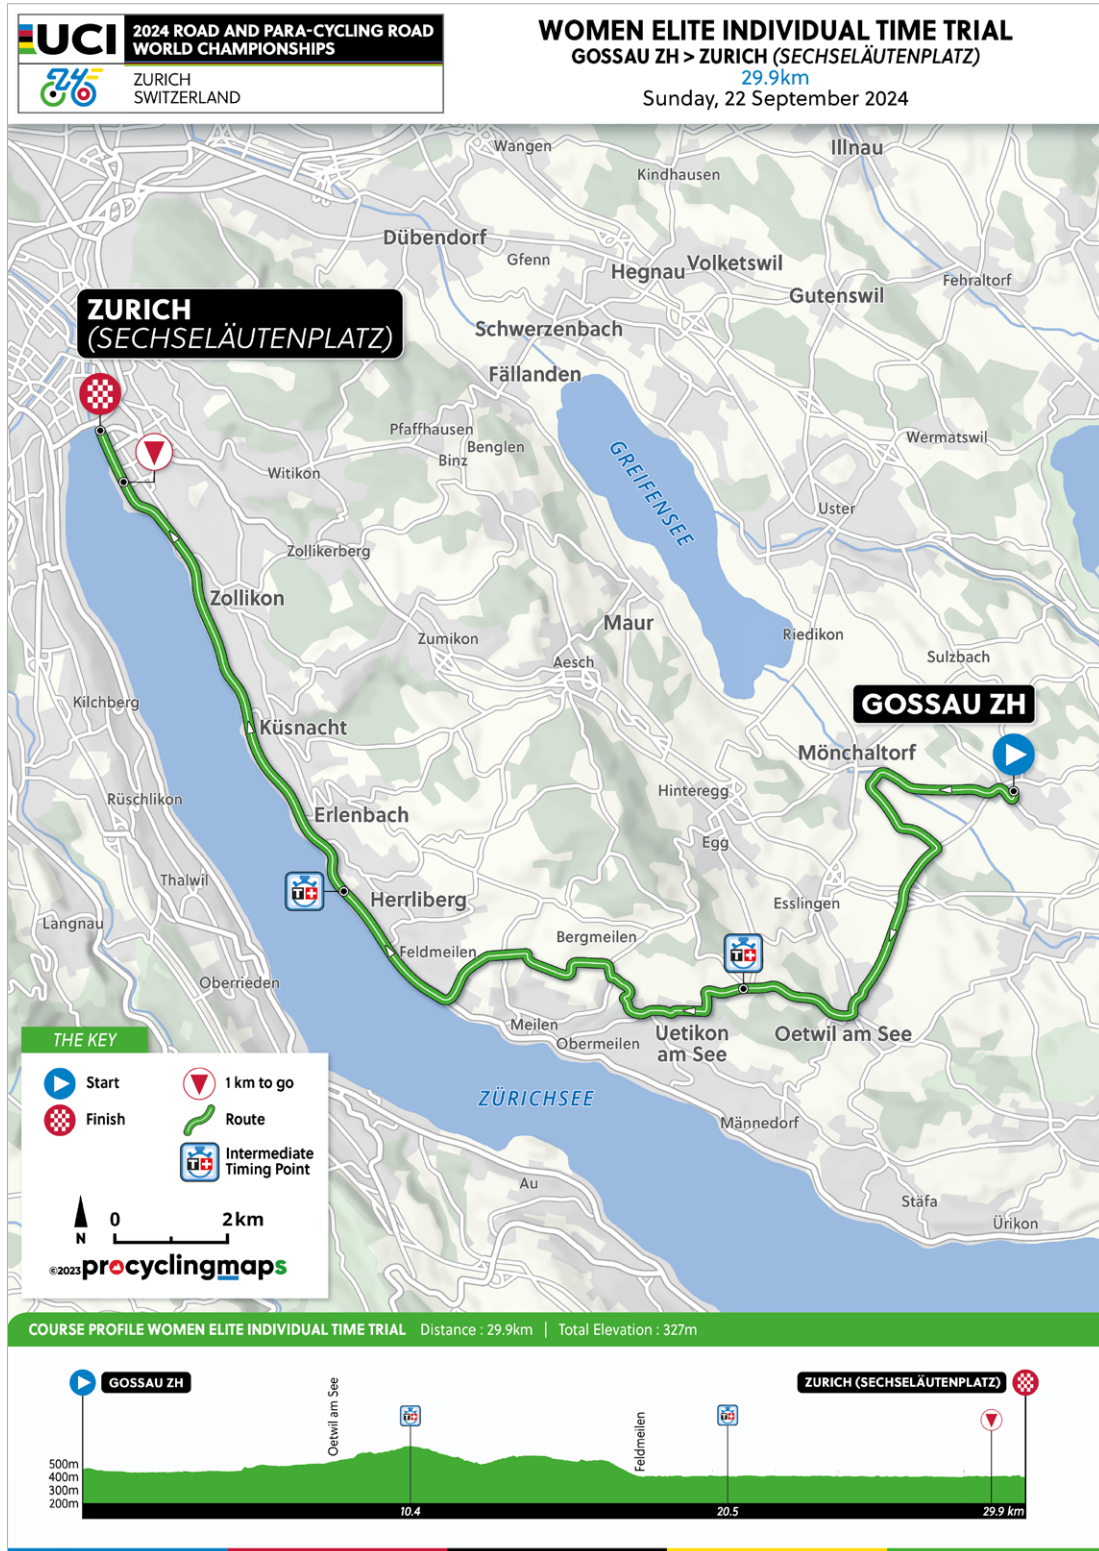 UCI
2024 ROAD AND PARA-CYCLING ROAD
WORLD CHAMPIONSHIPS
ZURICH
SWITZERLAND
WOMEN ELITE INDIVIDUAL TIME TRIAL
GOSSAU ZH > ZURICH (SECHSELÄUTENPLATZ)
29.9km
Sunday, 22 September 2024
Wangen
Illnau
Kindhausen
Dübendorf
Gfenn
Hegnau
Volketswil
Fehraltorf
Gutenswil
ZURICH
(SECHSELÄUTENPLATZ)
Schwerzenbach
Fällanden
Pfaffhausen
Benglen
Binz
Wermatswil
Witikon
GREIFENSEE
Uster
Zollikerberg
Zollikon
Maur
Riedikon
Zumikon
Aesch
Sulzbach
Kilchberg
GOSSAU ZH
Küsnacht
Mönchaltorf
Rüschlikon
Hinteregg
Erlenbach
Egg
Thalwil
Herrliberg
Esslingen
Langnau
Bergmeilen
Feldmeilen
Oberrieden
Meilen
Obermeilen
Uetikon
am See
Oetwil am See
ZÜRICHSEE
Männedorf
Au
Stäfa
Ürikon
THE KEY
Start
1 km to go
Finish
Route
Intermediate
Timing Point
N
0
2km
©2023 procyclingmaps
COURSE PROFILE WOMEN ELITE INDIVIDUAL TIME TRIAL Distance : 29.9km | Total Elevation : 327m
GOSSAU ZH
Oetwil am See
Feldmeilen
ZURICH (SECHSELÄUTENPLATZ)
500m
400m
300m
200m
10.4
20.5
29.9 km